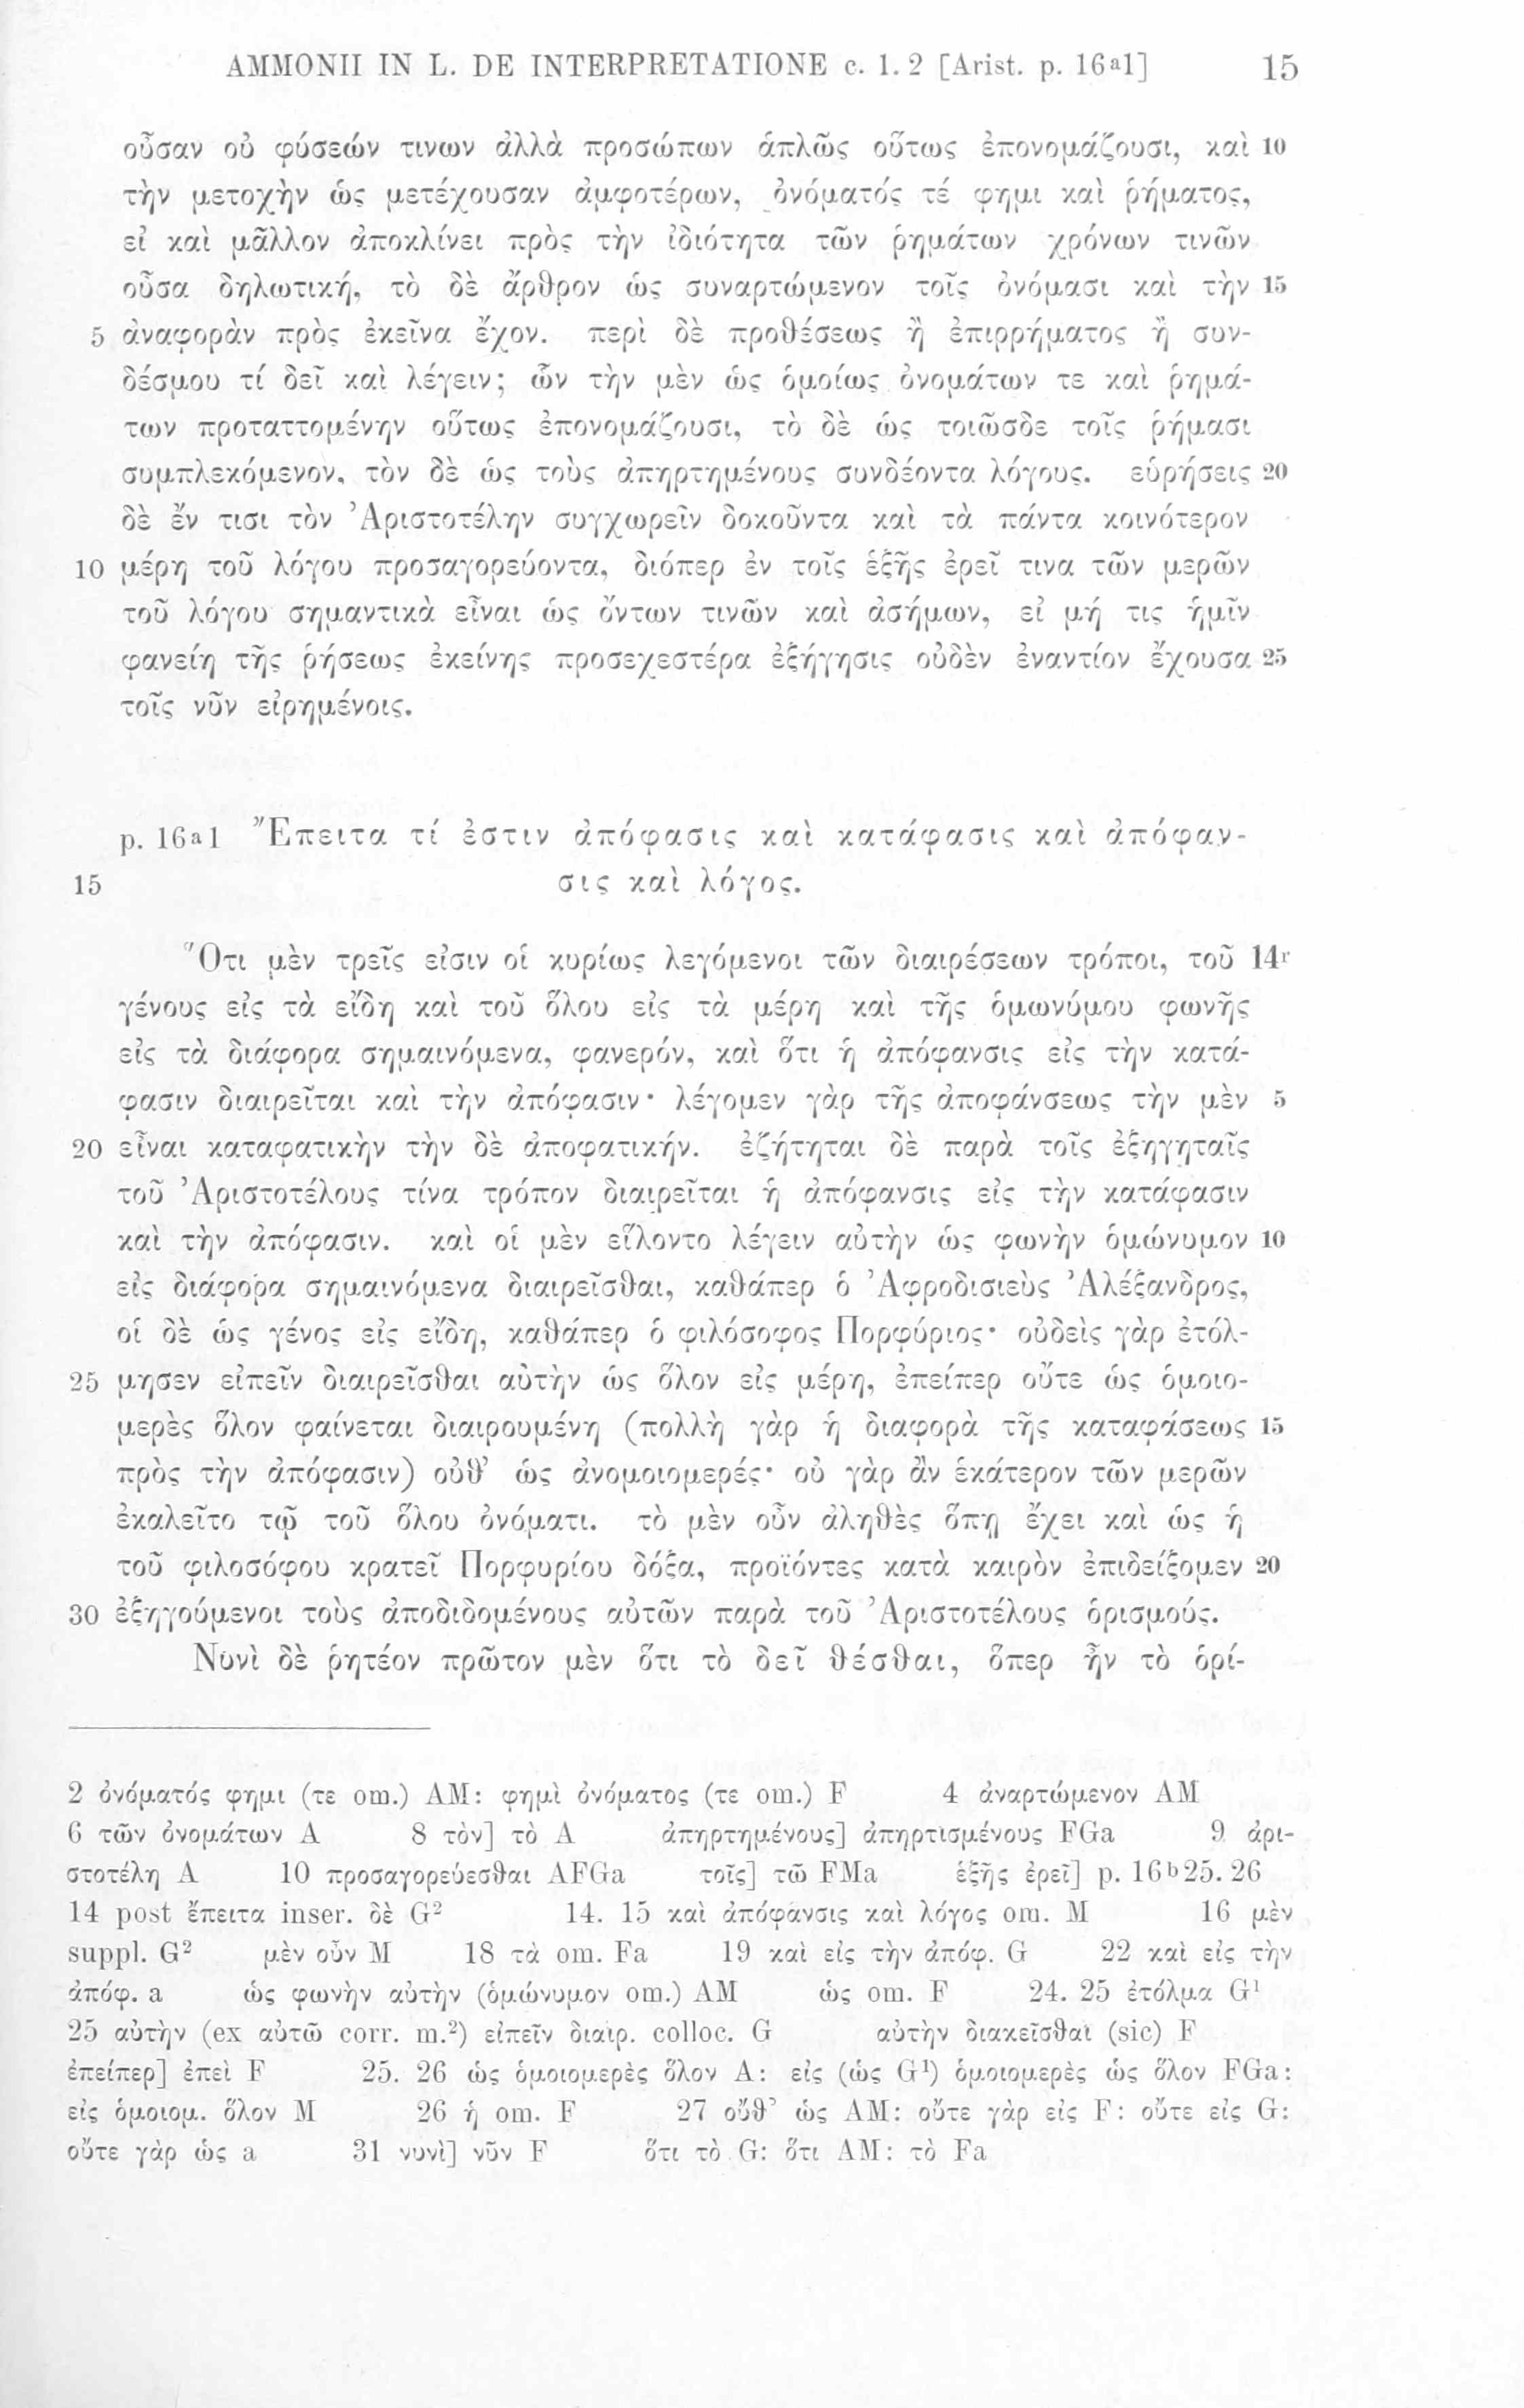 AMMONII IN L. DE INTERPRETATIONE c. 1. 2 [Arist. p. 16ᵃ1] 15
οὖσαν οὐ φύσεών τινων ἀλλὰ προσώπων ἁπλῶς οὕτως ἐπονομάζουσι, καὶ 10
τὴν μετοχὴν ὡς μετέχουσαν ἀμφοτέρων, ὀνόματός τέ φημι καὶ ῥήματος,
εἰ καὶ μᾶλλον ἀποκλίνει πρὸς τὴν ἰδιότητα τῶν ῥημάτων χρόνων τινῶν
οὖσα δηλωτική, τὸ δὲ ἄρθρον ὡς συναρτώμενον τοῖς ὀνόμασι καὶ τὴν 15
5 ἀναφορὰν πρὸς ἐκεῖνα ἔχον. περὶ δὲ προθέσεως ἢ ἐπιρρήματος ἢ συν-
δέσμου τί δεῖ καὶ λέγειν; ὧν τὴν μὲν ὡς ὁμοίως ὀνομάτων τε καὶ ῥημά-
των προταττομένην οὕτως ἐπονομάζουσι, τὸ δὲ ὡς τοιῶσδε τοῖς ῥήμασι
συμπλεκόμενον, τὸν δὲ ὡς τοὺς ἀπηρτημένους συνδέοντα λόγους. εὑρήσεις 20
δὲ ἔν τισι τὸν Ἀριστοτέλην συγχωρεῖν δοκοῦντα καὶ τὰ πάντα κοινότερον
10 μέρη τοῦ λόγου προσαγορεύοντα, διόπερ ἐν τοῖς ἑξῆς ἐρεῖ τινα τῶν μερῶν
τοῦ λόγου σημαντικὰ εἶναι ὡς ὄντων τινῶν καὶ ἀσήμων, εἰ μή τις ἡμῖν
φανείη τῆς ῥήσεως ἐκείνης προσεχεστέρα ἐξήγησις οὐδὲν ἐναντίον ἔχουσα 25
τοῖς νῦν εἰρημένοις.
p. 16ᵃ1 Ἔπειτα τί ἐστιν ἀπόφασις καὶ κατάφασις καὶ ἀπόφαν-
15 σις καὶ λόγος.
Ὅτι μὲν τρεῖς εἰσιν οἱ κυρίως λεγόμενοι τῶν διαιρέσεων τρόποι, τοῦ 14ʳ
γένους εἰς τὰ εἴδη καὶ τοῦ ὅλου εἰς τὰ μέρη καὶ τῆς ὁμωνύμου φωνῆς
εἰς τὰ διάφορα σημαινόμενα, φανερόν, καὶ ὅτι ἡ ἀπόφανσις εἰς τὴν κατά-
φασιν διαιρεῖται καὶ τὴν ἀπόφασιν· λέγομεν γὰρ τῆς ἀποφάνσεως τὴν μὲν 5
20 εἶναι καταφατικὴν τὴν δὲ ἀποφατικήν. ἐζήτηται δὲ παρὰ τοῖς ἐξηγηταῖς
τοῦ Ἀριστοτέλους τίνα τρόπον διαιρεῖται ἡ ἀπόφανσις εἰς τὴν κατάφασιν
καὶ τὴν ἀπόφασιν. καὶ οἱ μὲν εἵλοντο λέγειν αὐτὴν ὡς φωνὴν ὁμώνυμον 10
εἰς διάφορα σημαινόμενα διαιρεῖσθαι, καθάπερ ὁ Ἀφροδισιεὺς Ἀλέξανδρος,
οἱ δὲ ὡς γένος εἰς εἴδη, καθάπερ ὁ φιλόσοφος Πορφύριος· οὐδεὶς γὰρ ἐτόλ-
25 μησεν εἰπεῖν διαιρεῖσθαι αὐτὴν ὡς ὅλον εἰς μέρη, ἐπείπερ οὔτε ὡς ὁμοιο-
μερὲς ὅλον φαίνεται διαιρουμένη (πολλὴ γὰρ ἡ διαφορὰ τῆς καταφάσεως 15
πρὸς τὴν ἀπόφασιν) οὔθ’ ὡς ἀνομοιομερές· οὐ γὰρ ἂν ἑκάτερον τῶν μερῶν
ἐκαλεῖτο τῷ τοῦ ὅλου ὀνόματι. τὸ μὲν οὖν ἀληθὲς ὅπῃ ἔχει καὶ ὡς ἡ
τοῦ φιλοσόφου κρατεῖ Πορφυρίου δόξα, προϊόντες κατὰ καιρὸν ἐπιδείξομεν 20
30 ἐξηγούμενοι τοὺς ἀποδιδομένους αὐτῶν παρὰ τοῦ Ἀριστοτέλους ὁρισμούς.
Νυνὶ δὲ ῥητέον πρῶτον μὲν ὅτι τὸ δεῖ θέσθαι, ὅπερ ἦν τὸ ὁρί-
2 ὀνόματός φημι (τε om.) AM: φημὶ ὀνόματος (τε om.) F 4 ἀναρτώμενον AM
6 τῶν ὀνομάτων A 8 τὸν] τὸ A ἀπηρτημένους] ἀπηρτισμένους FGa 9 ἀρι-
στοτέλη A 10 προσαγορεύεσθαι AFGa τοῖς] τῶ FMa ἑξῆς ἐρεῖ] p. 16ᵇ25. 26
14 post ἔπειτα inser. δὲ G² 14. 15 καὶ ἀπόφανσις καὶ λόγος om. M 16 μὲν
suppl. G² μὲν οὖν M 18 τὰ om. Fa 19 καὶ εἰς τὴν ἀπόφ. G 22 καὶ εἰς τὴν
ἀπόφ. a ὡς φωνὴν αὐτὴν (ὁμώνυμον om.) AM ὡς om. F 24. 25 ἐτόλμα G¹
25 αὐτὴν (ex αὐτῶ corr. m.²) εἰπεῖν διαιρ. colloc. G αὐτὴν διακεῖσθαι (sic) F
ἐπείπερ] ἐπεὶ F 25. 26 ὡς ὁμοιομερὲς ὅλον A: εἰς (ὡς G¹) ὁμοιομερὲς ὡς ὅλον FGa:
εἰς ὁμοιομ. ὅλον M 26 ἡ om. F 27 οὔθ’ ὡς AM: οὔτε γὰρ εἰς F: οὔτε εἰς G:
οὔτε γὰρ ὡς a 31 νυνὶ] νῦν F ὅτι τὸ G: ὅτι AM: τὸ Fa